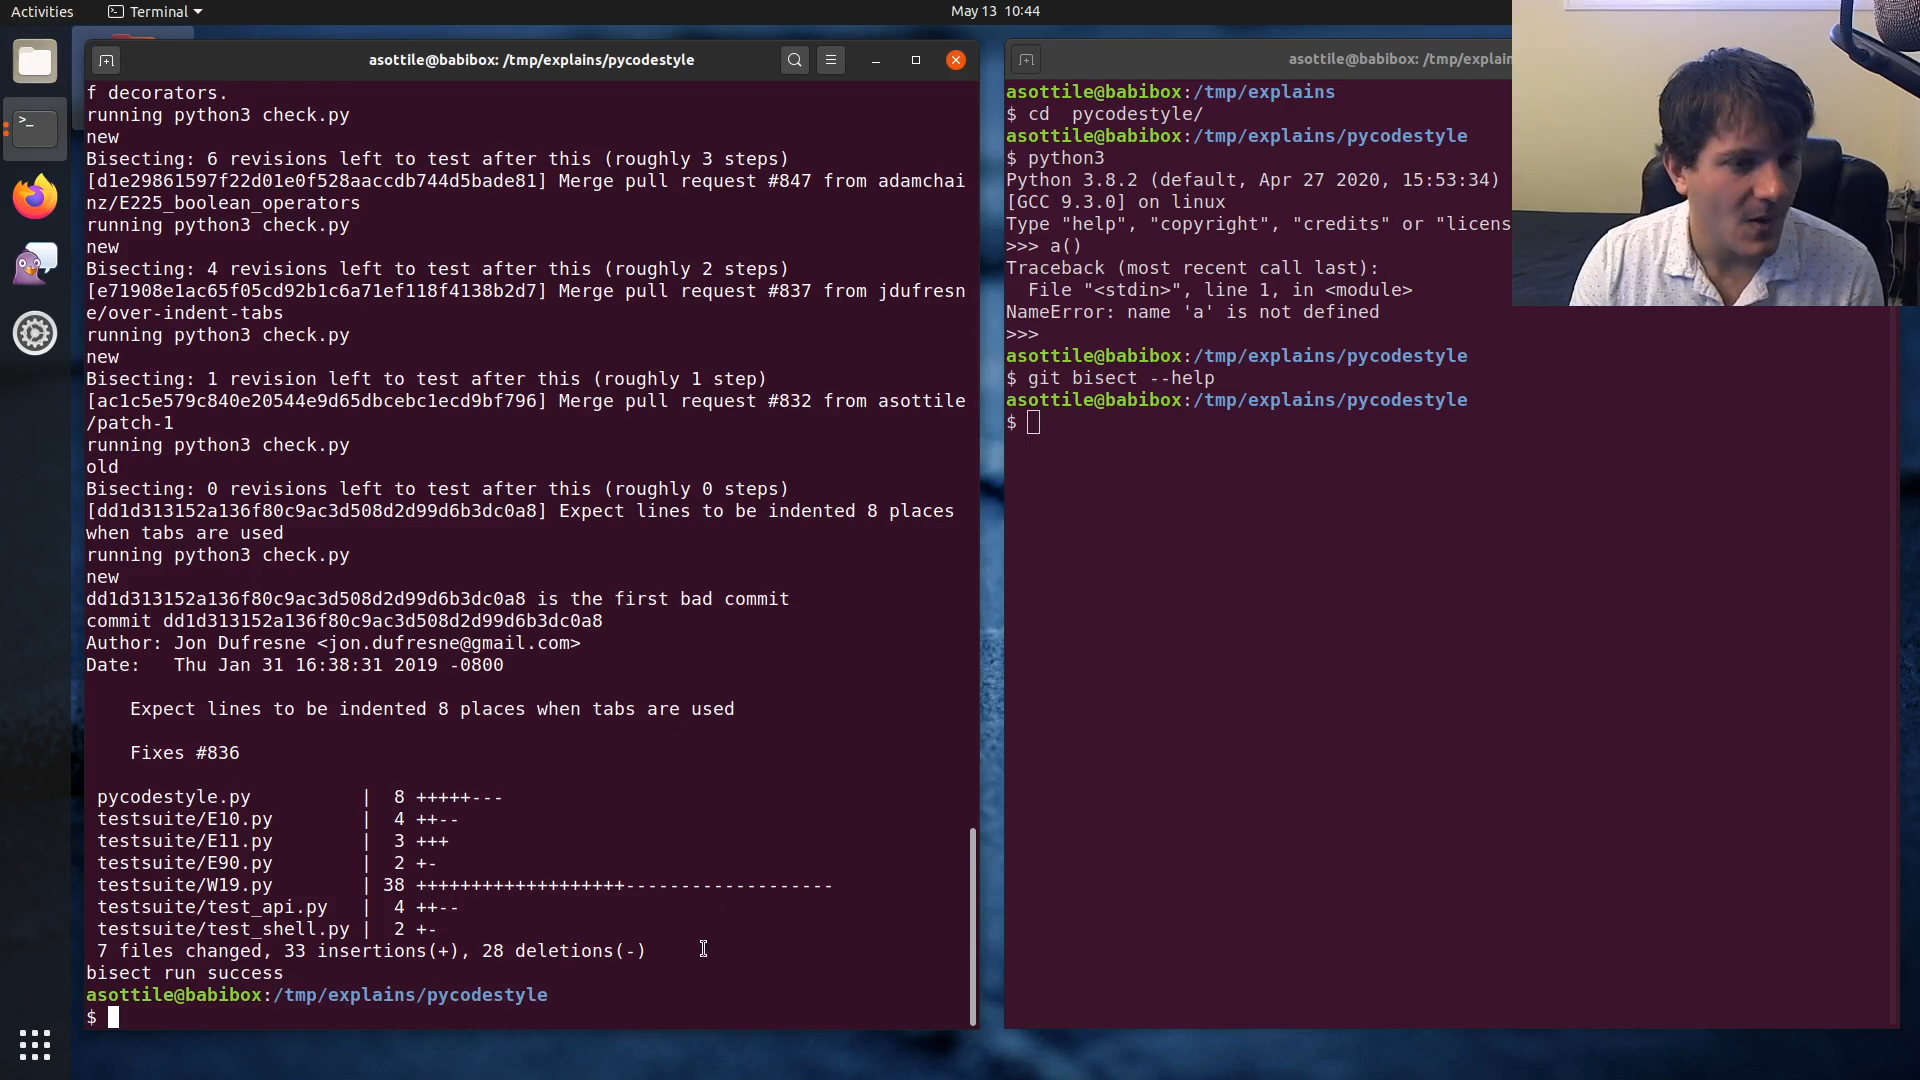 Activities
Terminal
May 13 10:44
asottile@babibox: /tmp/explains/pycodestyle
f decorators.
running python3 check.py
new
Bisecting: 6 revisions left to test after this (roughly 3 steps)
[d1e29861597f22d01e0f528aaccdb744d5bade81] Merge pull request #847 from adamchai
nz/E225_boolean_operators
running python3 check.py
new
Bisecting: 4 revisions left to test after this (roughly 2 steps)
[e71908e1ac65f05cd92b1c6a71ef118f4138b2d7] Merge pull request #837 from jdufresn
e/over-indent-tabs
running python3 check.py
new
Bisecting: 1 revision left to test after this (roughly 1 step)
[ac1c5e579c840e20544e9d65dbcebc1ecd9bf796] Merge pull request #832 from asottile
/patch-1
running python3 check.py
old
Bisecting: 0 revisions left to test after this (roughly 0 steps)
[dd1d313152a136f80c9ac3d508d2d99d6b3dc0a8] Expect lines to be indented 8 places
when tabs are used
running python3 check.py
new
dd1d313152a136f80c9ac3d508d2d99d6b3dc0a8 is the first bad commit
commit dd1d313152a136f80c9ac3d508d2d99d6b3dc0a8
Author: Jon Dufresne <jon.dufresne@gmail.com>
Date:   Thu Jan 31 16:38:31 2019 -0800
Expect lines to be indented 8 places when tabs are used
Fixes #836
pycodestyle.py          |  8 +++++---
testsuite/E10.py        |  4 ++--
testsuite/E11.py        |  3 +++
testsuite/E90.py        |  2 +-
testsuite/W19.py        | 38 +++++++++++++++++++-------------------
testsuite/test_api.py   |  4 ++--
testsuite/test_shell.py |  2 +-
7 files changed, 33 insertions(+), 28 deletions(-)
bisect run success
asottile@babibox:/tmp/explains/pycodestyle
$
asottile@babibox: /tmp/explain
asottile@babibox:/tmp/explains
$ cd  pycodestyle/
asottile@babibox:/tmp/explains/pycodestyle
$ python3
Python 3.8.2 (default, Apr 27 2020, 15:53:34)
[GCC 9.3.0] on linux
Type "help", "copyright", "credits" or "licens
>>> a()
Traceback (most recent call last):
  File "<stdin>", line 1, in <module>
NameError: name 'a' is not defined
>>>
asottile@babibox:/tmp/explains/pycodestyle
$ git bisect --help
asottile@babibox:/tmp/explains/pycodestyle
$